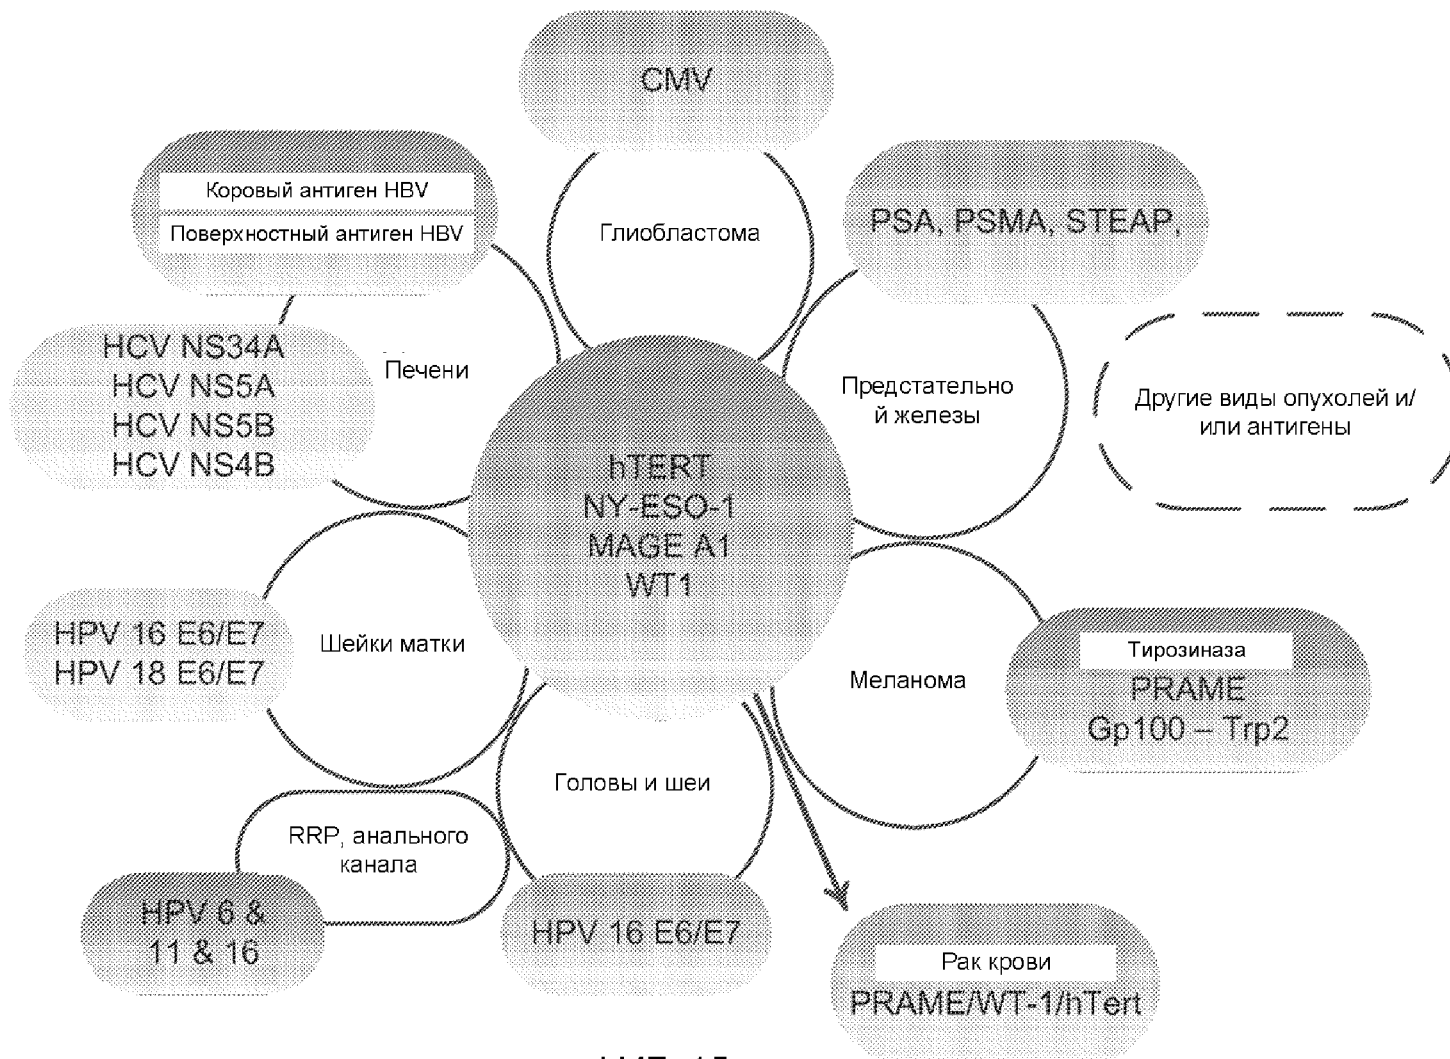 CMV
Коровый антиген HBV
Поверхностный антиген HBV
Глиобластома
PSA, PSMA, STEAP,
HCV NS34A
HCV NS5A
HCV NS5B
HCV NS4B
Печени
Предстательно
й железы
Другие виды опухолей и/
или антигены
hTERT
NY-ESO-1
MAGE A1
WT1
HPV 16 E6/E7
HPV 18 E6/E7
Шейки матки
Меланома
Тирозиназа
PRAME
Gp100 – Trp2
Головы и шеи
RRP, анального
канала
HPV 6 &
11 & 16
HPV 16 E6/E7
Рак крови
PRAME/WT-1/hTert